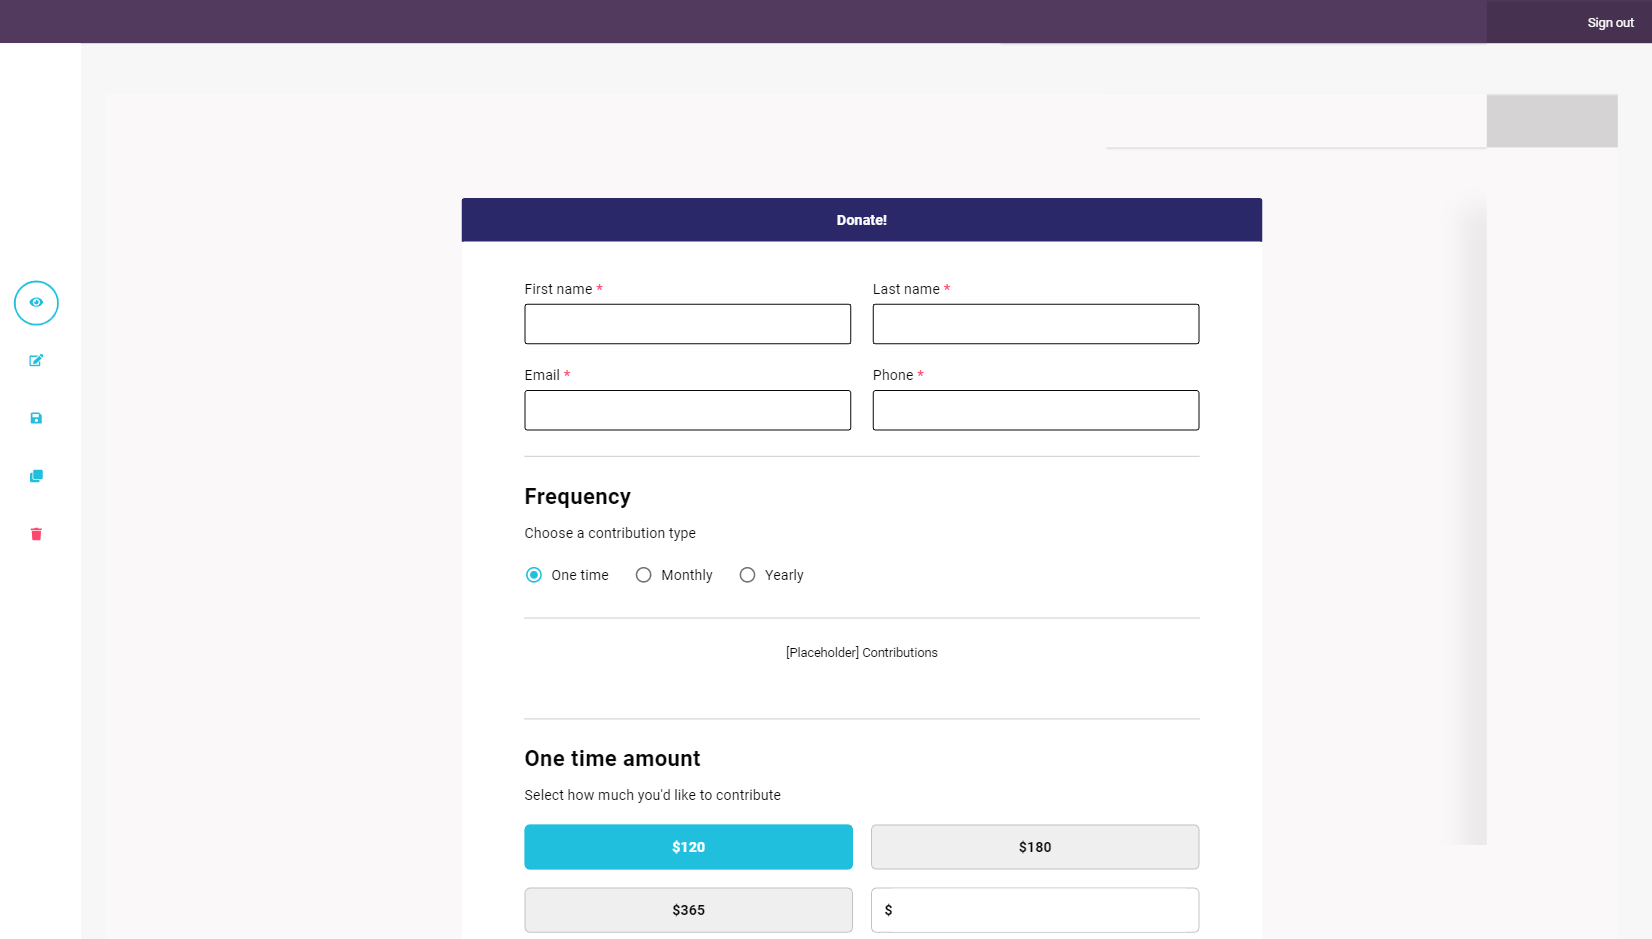 Sign out
Donate!
First name *
Last name *
Email *
Phone *
Frequency
Choose a contribution type
One time
Monthly
Yearly
[Placeholder] Contributions
One time amount
Select how much you'd like to contribute
$120
$180
$365
$